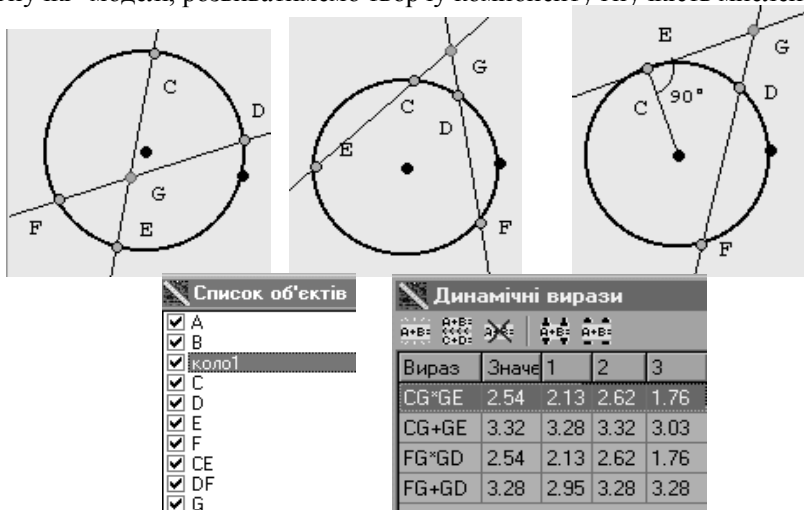 C
D
G
F
E
G
C
D
E
F
E
G
90°
C
D
F
Список об'єктів
A
B
коло1
C
D
E
F
CE
DF
G
Динамічні вирази
Вираз Значе 1 2 3
CG*GE 2.54 2.13 2.62 1.76
CG+GE 3.32 3.28 3.32 3.03
FG*GD 2.54 2.13 2.62 1.76
FG+GD 3.28 2.95 3.28 3.28